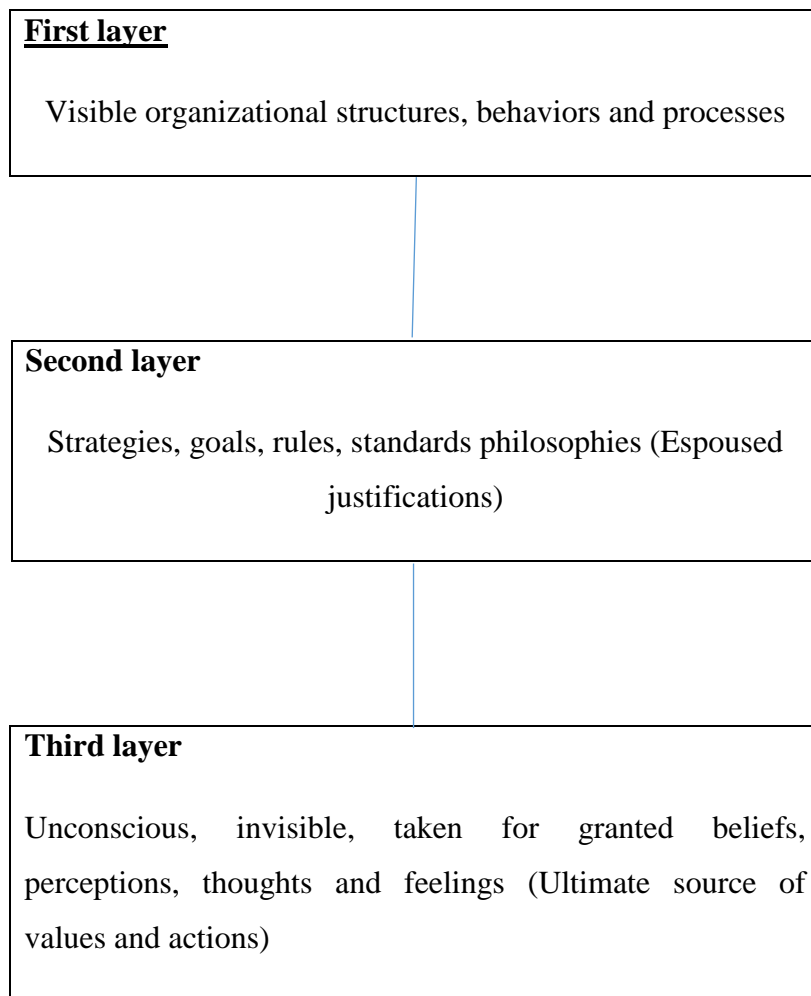 First layer
Visible organizational structures, behaviors and processes
Second layer
Strategies, goals, rules, standards philosophies (Espoused
justifications)
Third layer
Unconscious, invisible, taken for granted beliefs,
perceptions, thoughts and feelings (Ultimate source of
values and actions)